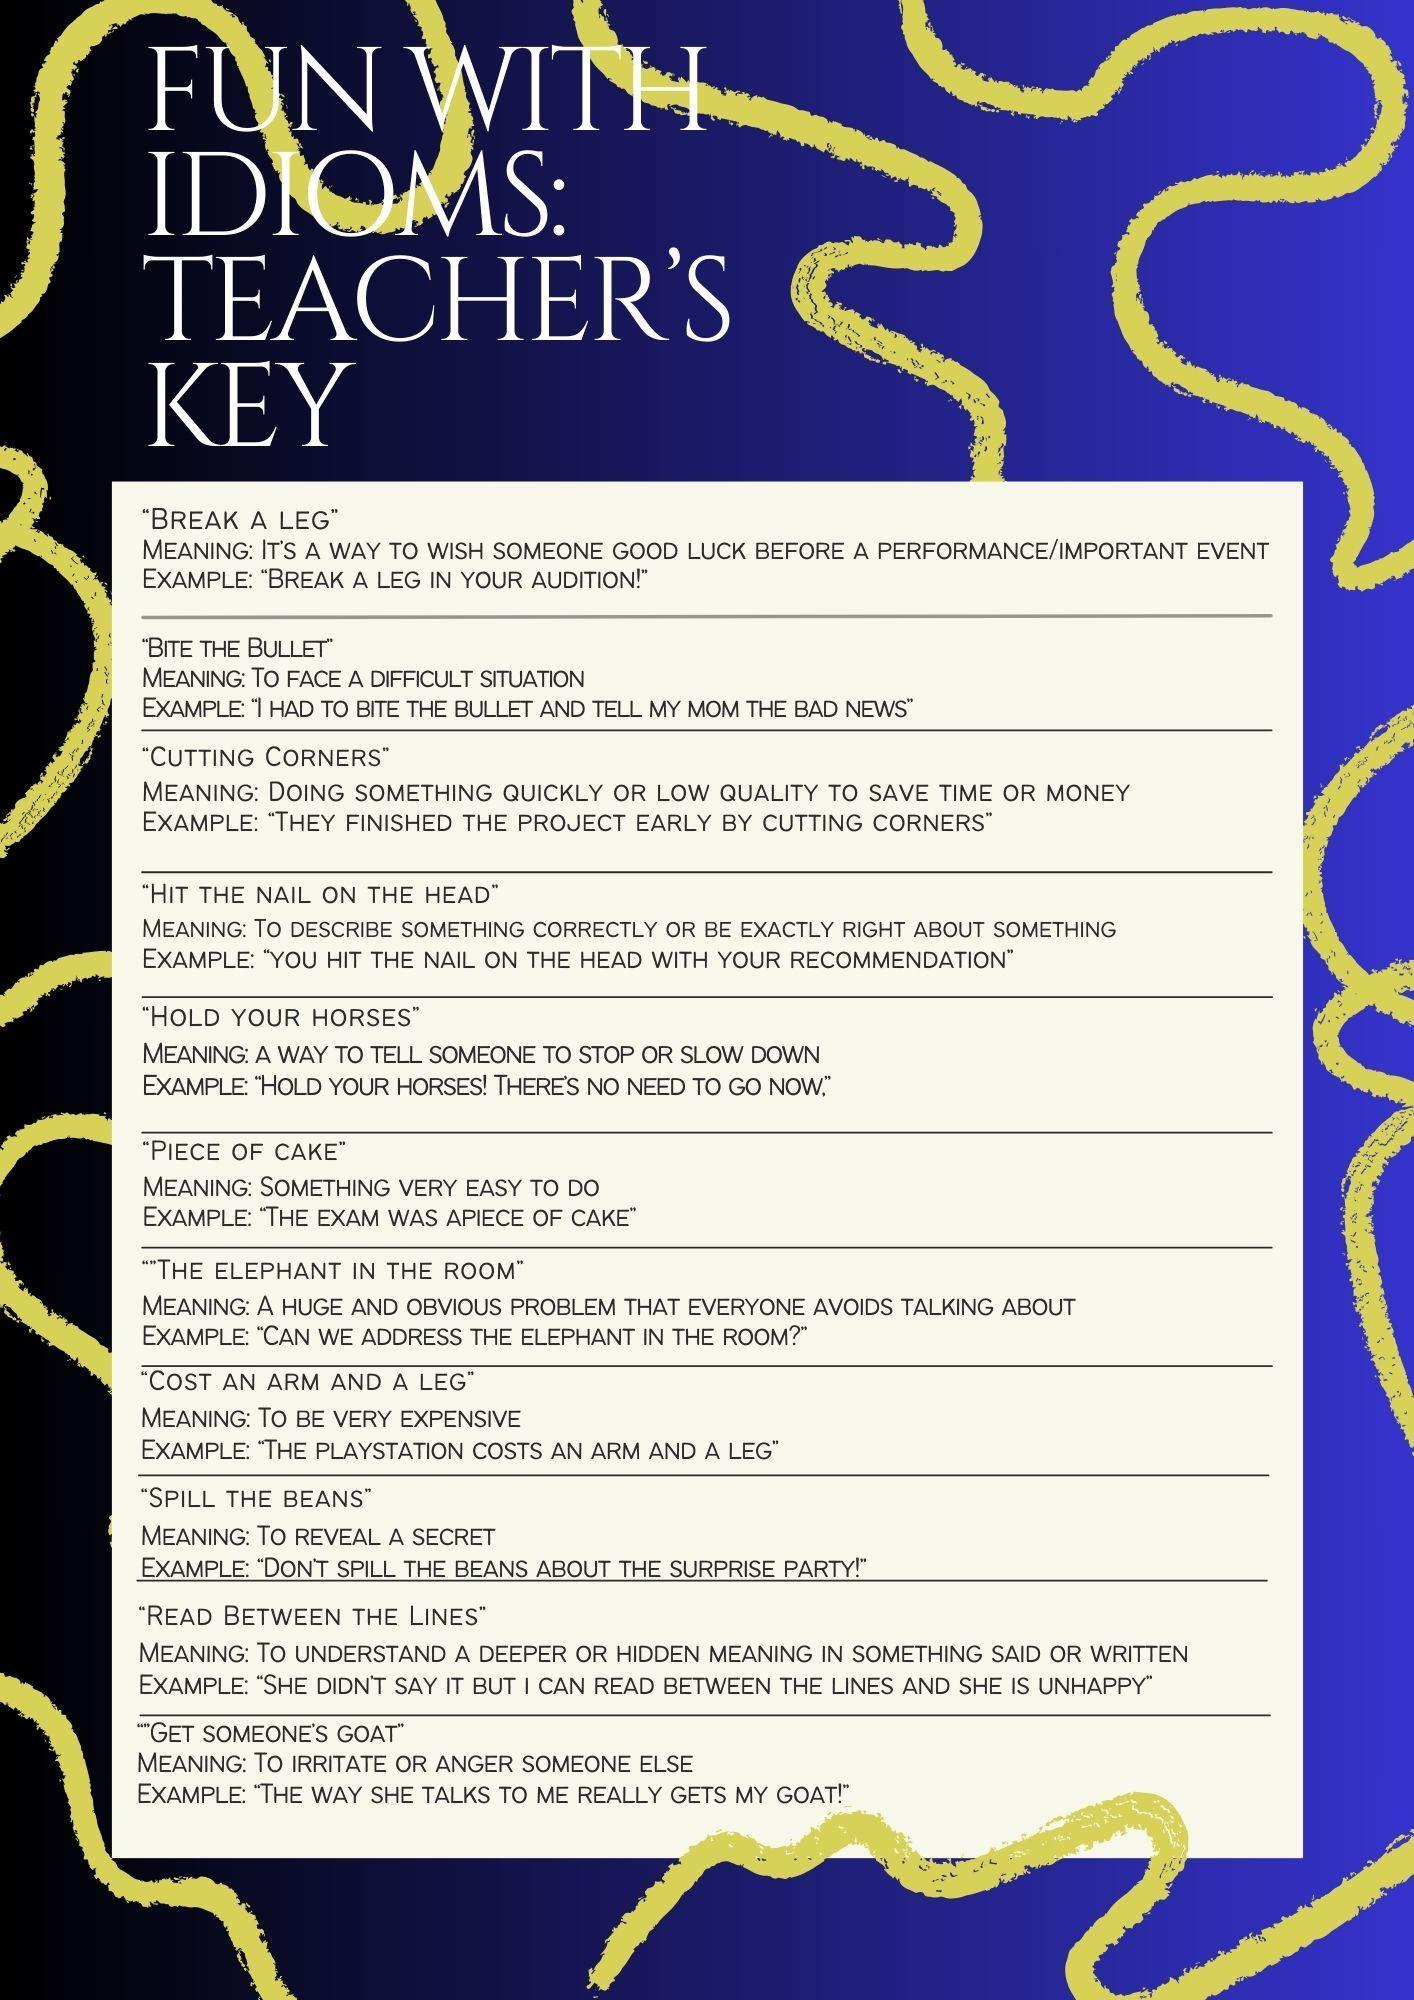 FUN WITH
IDIOMS:
TEACHER'S
KEY
"Break a leg"
Meaning: It's a way to wish someone good luck before a performance/important event
Example: "Break a leg in your audition!"
"Bite the Bullet"
Meaning: To face a difficult situation
Example: "I had to bite the bullet and tell my mom the bad news"
"Cutting Corners"
Meaning: Doing something quickly or low quality to save time or money
Example: "They finished the project early by cutting corners"
"Hit the nail on the head"
Meaning: To describe something correctly or be exactly right about something
Example: "you hit the nail on the head with your recommendation"
"Hold your horses"
Meaning: a way to tell someone to stop or slow down
Example: "Hold your horses! There's no need to go now,"
"Piece of cake"
Meaning: Something very easy to do
Example: "The exam was apiece of cake"
""The elephant in the room"
Meaning: A huge and obvious problem that everyone avoids talking about
Example: "Can we address the elephant in the room?"
"Cost an arm and a leg"
Meaning: To be very expensive
Example: "The playstation costs an arm and a leg"
"Spill the beans"
Meaning: To reveal a secret
Example: "Don't spill the beans about the surprise party!"
"Read Between the Lines"
Meaning: To understand a deeper or hidden meaning in something said or written
Example: "She didn't say it but I can read between the lines and she is unhappy"
""Get someone's goat"
Meaning: To irritate or anger someone else
Example: "The way she talks to me really gets my goat!"